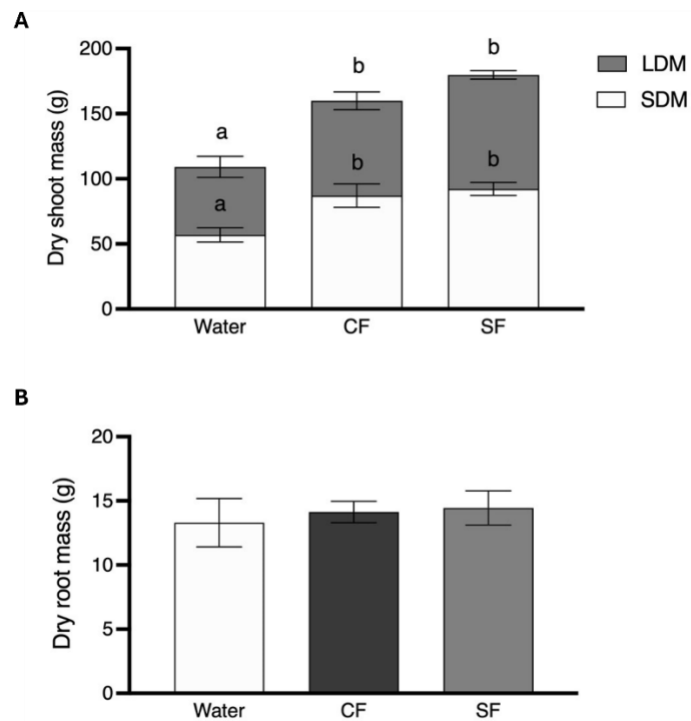 A
200
150
100
50
0
Dry shoot mass (g)
a
a
b
b
b
b
LDM
SDM
Water CF SF
B
20
15
10
5
0
Dry root mass (g)
Water CF SF